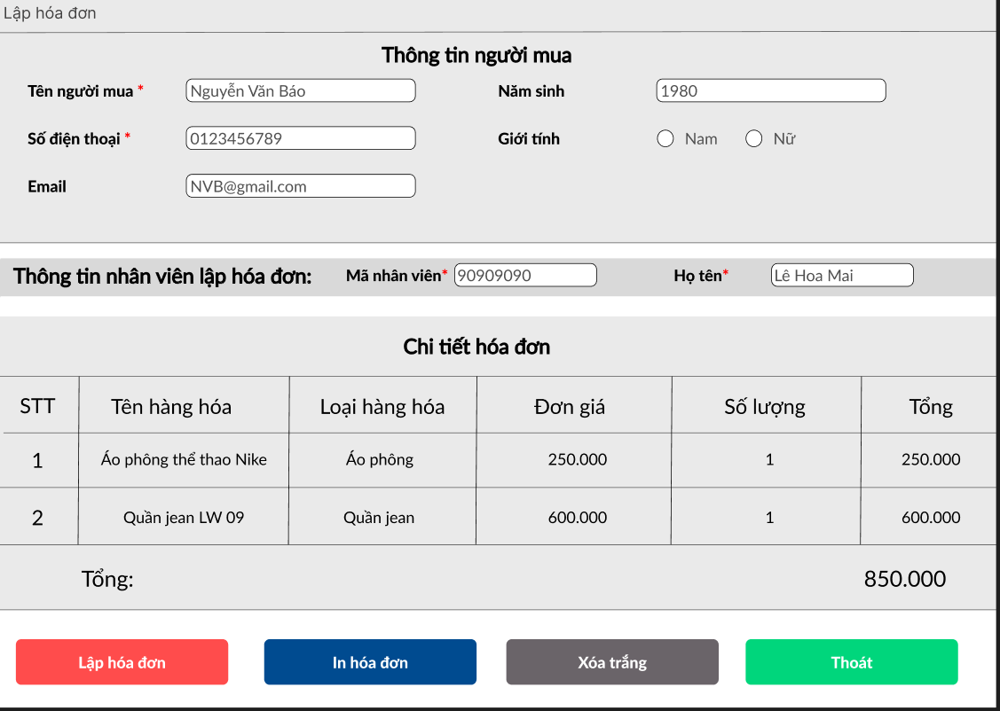 Lập hóa đơn
Thông tin người mua
Tên người mua * Nguyễn Văn Báo Năm sinh 1980
Số điện thoại * 0123456789 Giới tính Nam Nữ
Email NVB@gmail.com
Thông tin nhân viên lập hóa đơn: Mã nhân viên* 90909090 Họ tên* Lê Hoa Mai
Chi tiết hóa đơn
STT Tên hàng hóa Loại hàng hóa Đơn giá Số lượng Tổng
1 Áo phông thể thao Nike Áo phông 250.000 1 250.000
2 Quần jean LW 09 Quần jean 600.000 1 600.000
Tổng: 850.000
Lập hóa đơn In hóa đơn Xóa trắng Thoát